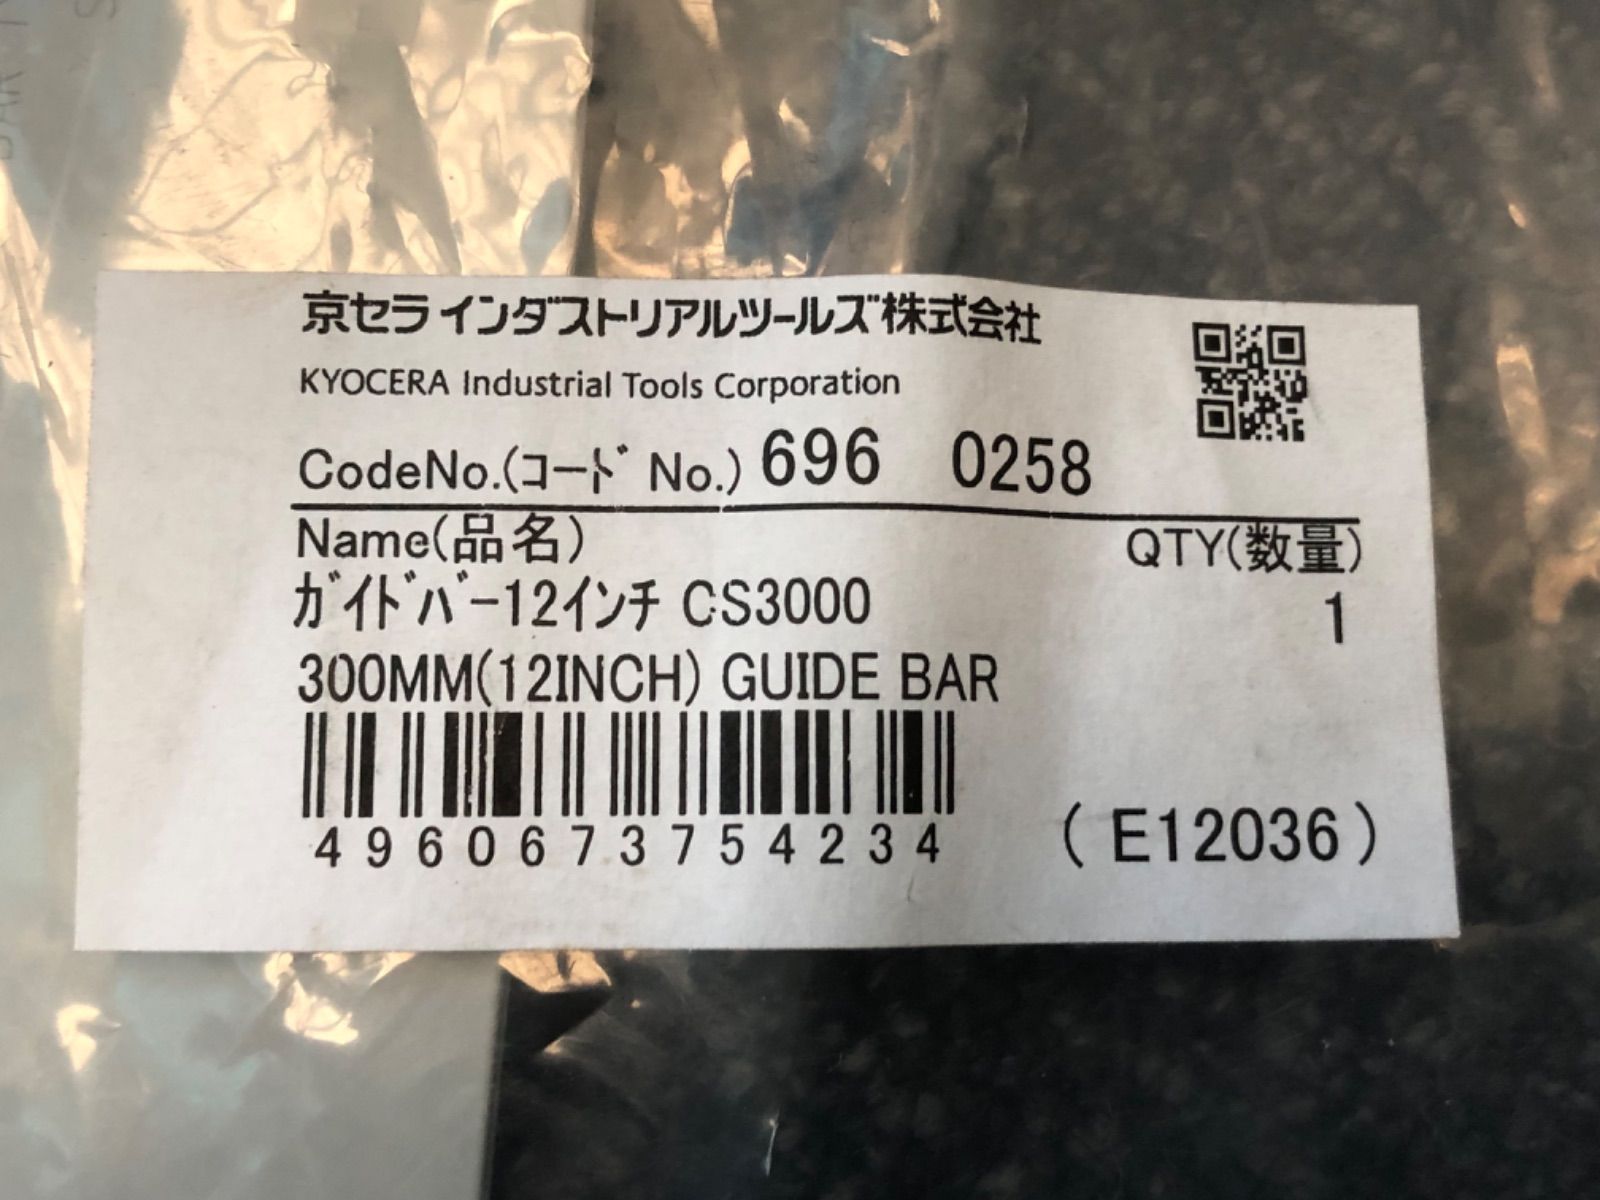 京セラ インダストリアルツールズ株式会社
KYOCERA Industrial Tools Corporation
CodeNo.(コード No.) 696 0258
Name(品名) QTY(数量)
ｶﾞｲﾄﾞﾊﾞｰ12ｲﾝﾁ CS3000 1
300MM(12INCH) GUIDE BAR
4960673754234 (E12036)